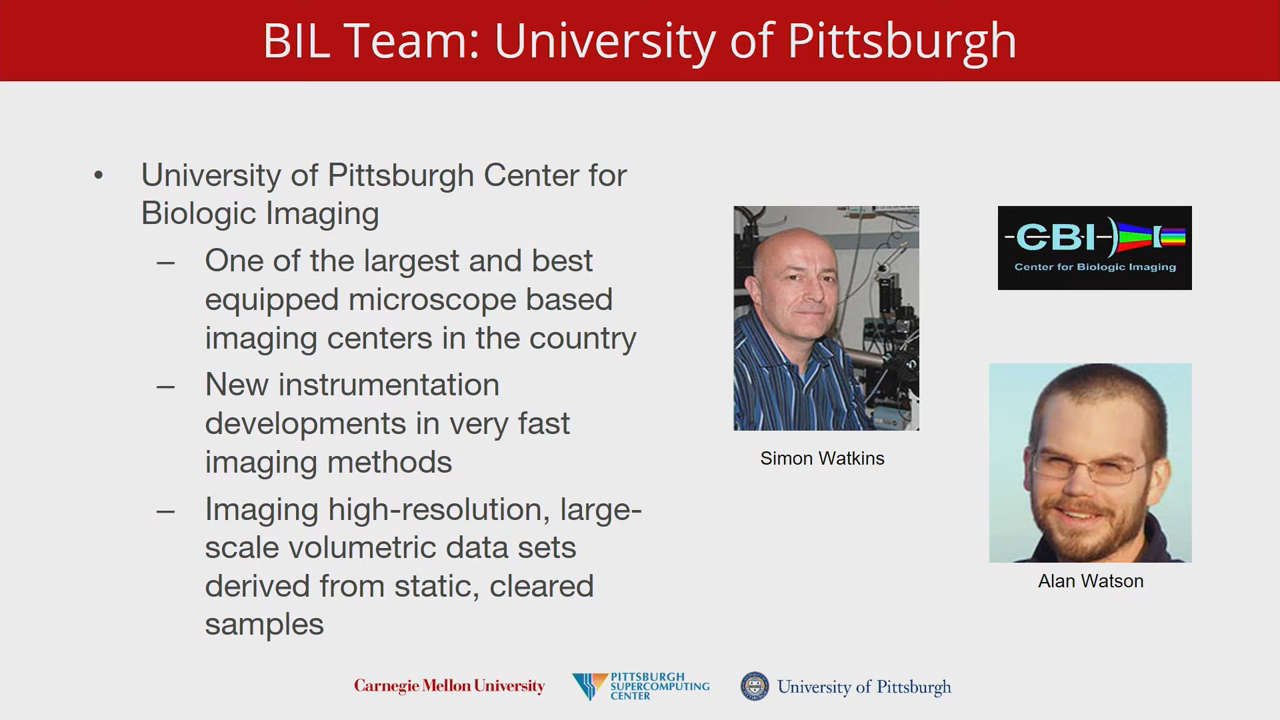 BIL Team: University of Pittsburgh
• University of Pittsburgh Center for
Biologic Imaging
– One of the largest and best
equipped microscope based
imaging centers in the country
– New instrumentation
developments in very fast
imaging methods
– Imaging high-resolution, large-
scale volumetric data sets
derived from static, cleared
samples
Simon Watkins
CBI
Center for Biologic Imaging
Alan Watson
Carnegie Mellon University
PITTSBURGH
SUPERCOMPUTING
CENTER
University of Pittsburgh